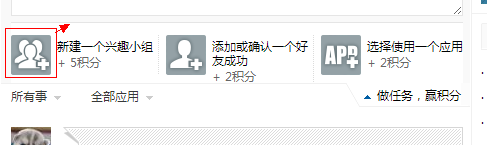 新建一个兴趣小组
+ 5积分
添加或确认一个好
友成功
+ 2积分
APP
选择使用一个应用
+ 2积分
所有事
全部应用
做任务，赢积分